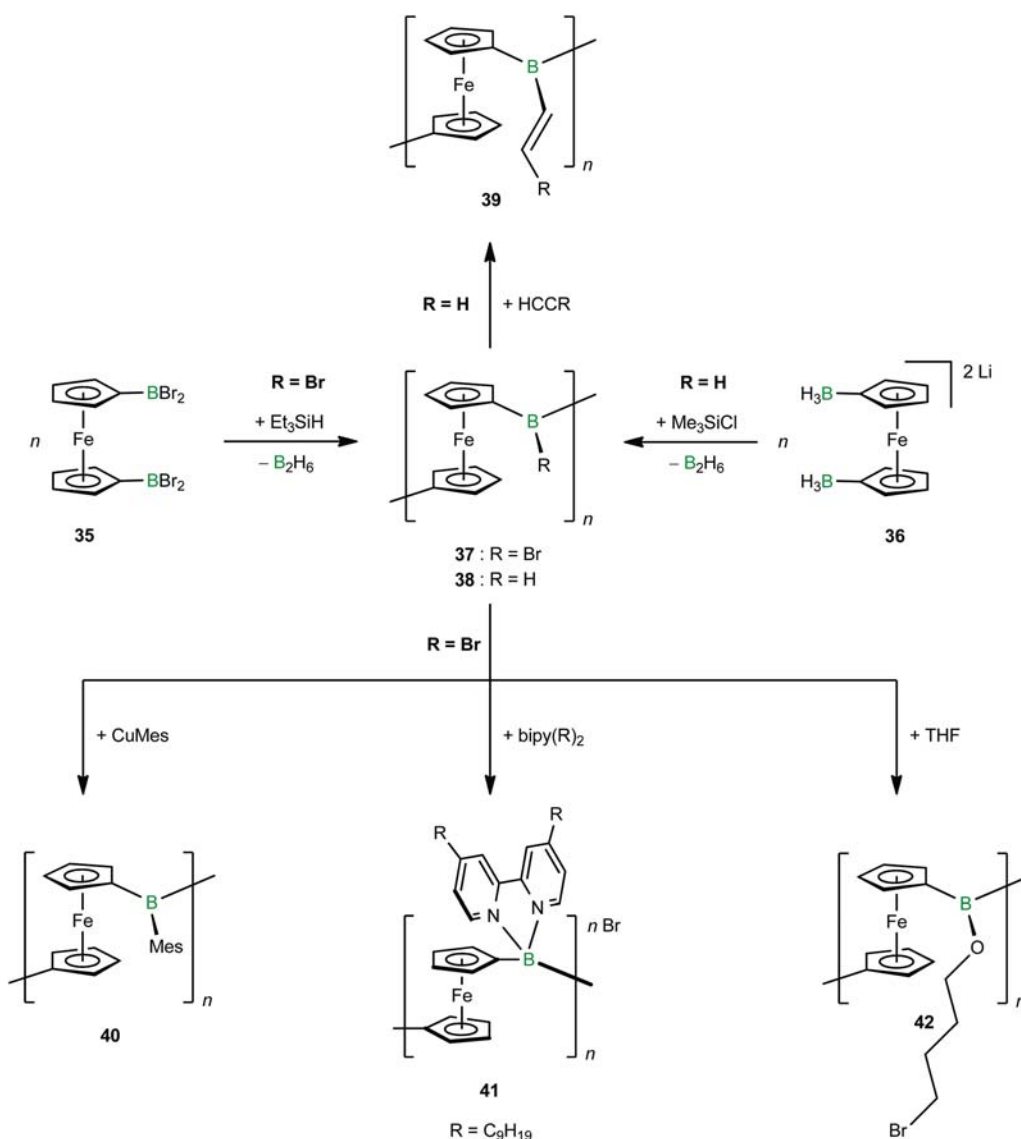 B
Fe
R
n
39
R = H
+ HCCR
n
BBr₂
Fe
BBr₂
35
R = Br
+ Et₃SiH
– B₂H₆
B
Fe
R
n
37 : R = Br
38 : R = H
R = H
+ Me₃SiCl
– B₂H₆
n
2 Li
H₃B
Fe
H₃B
36
R = Br
+ CuMes
+ bipy(R)₂
+ THF
B
Fe
Mes
n
40
R
R
N
N
n Br
B
Fe
n
41
R = C₉H₁₉
B
Fe
O
n
42
Br